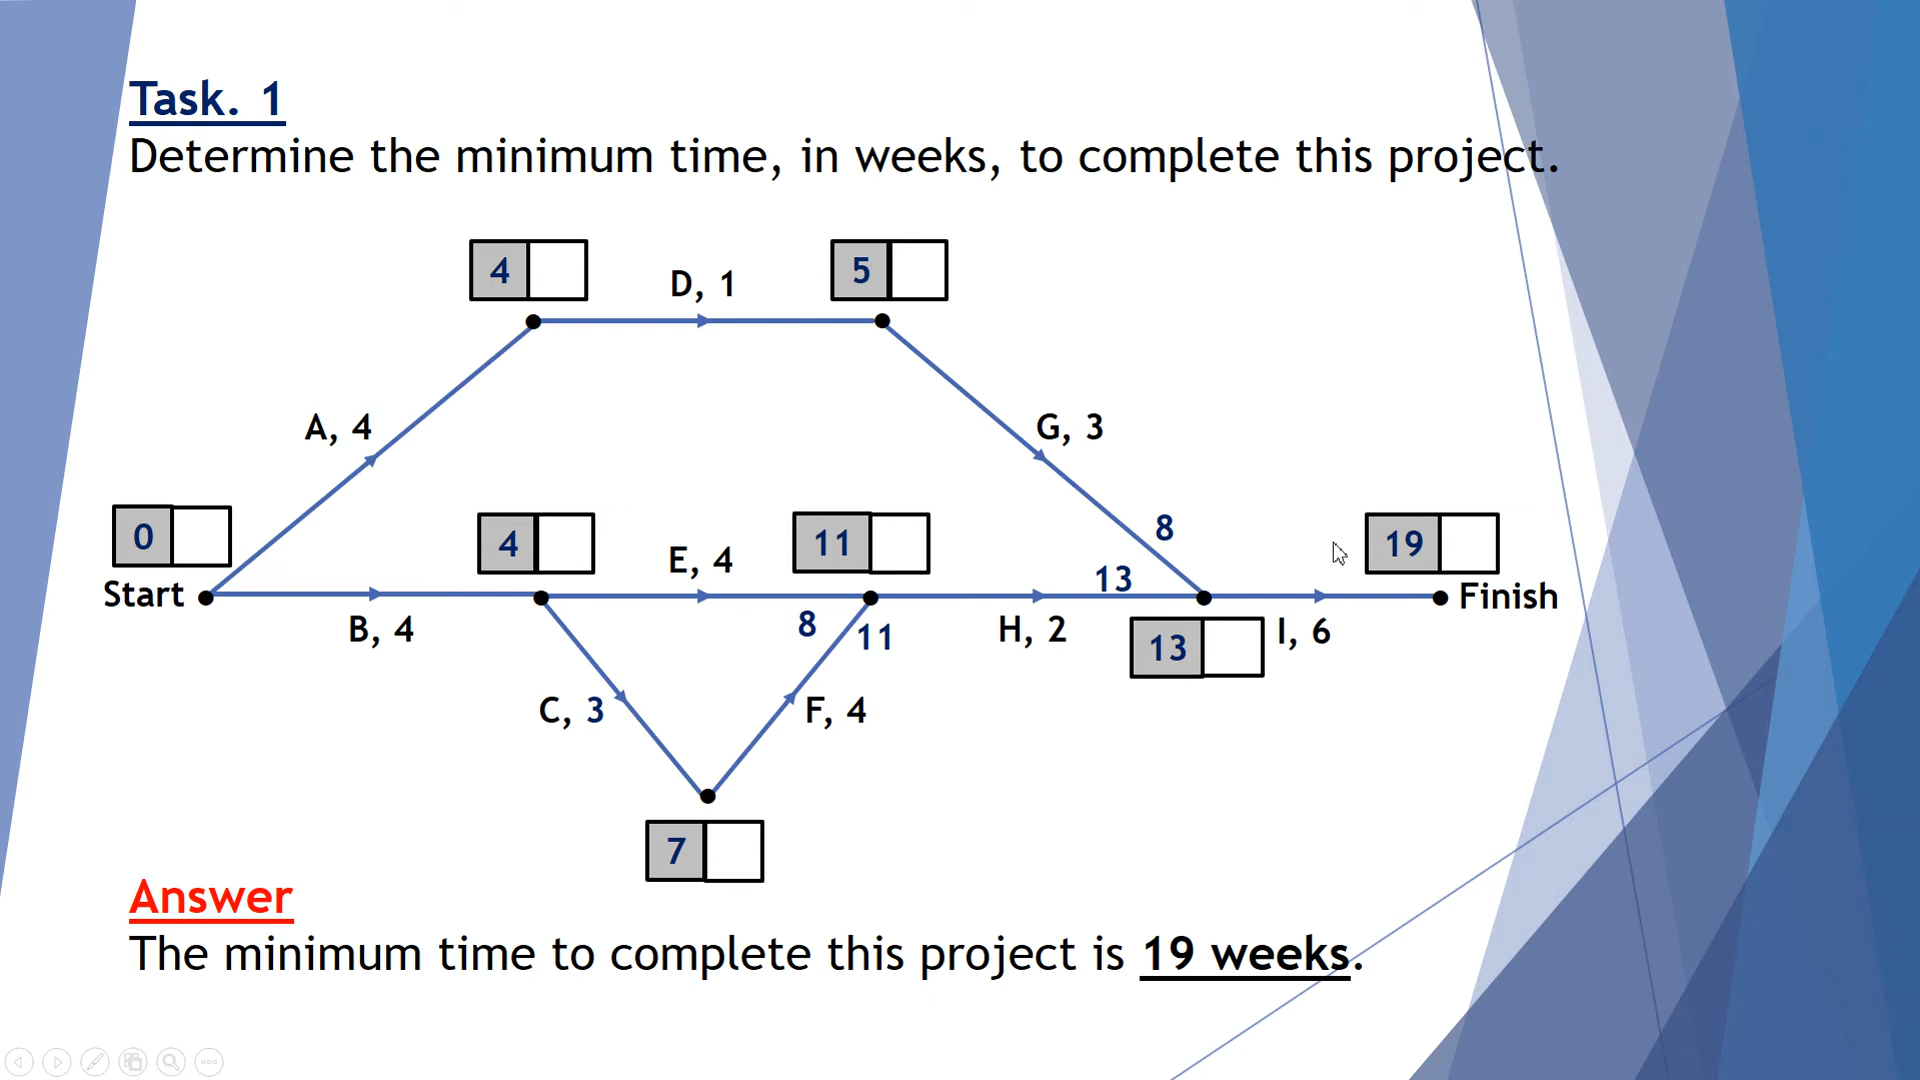 Task. 1
Determine the minimum time, in weeks, to complete this project.
4
D, 1
5
A, 4
G, 3
0
4
E, 4
11
8
19
13
Start
Finish
B, 4
8
11
H, 2
13
I, 6
C, 3
F, 4
7
Answer
The minimum time to complete this project is 19 weeks.